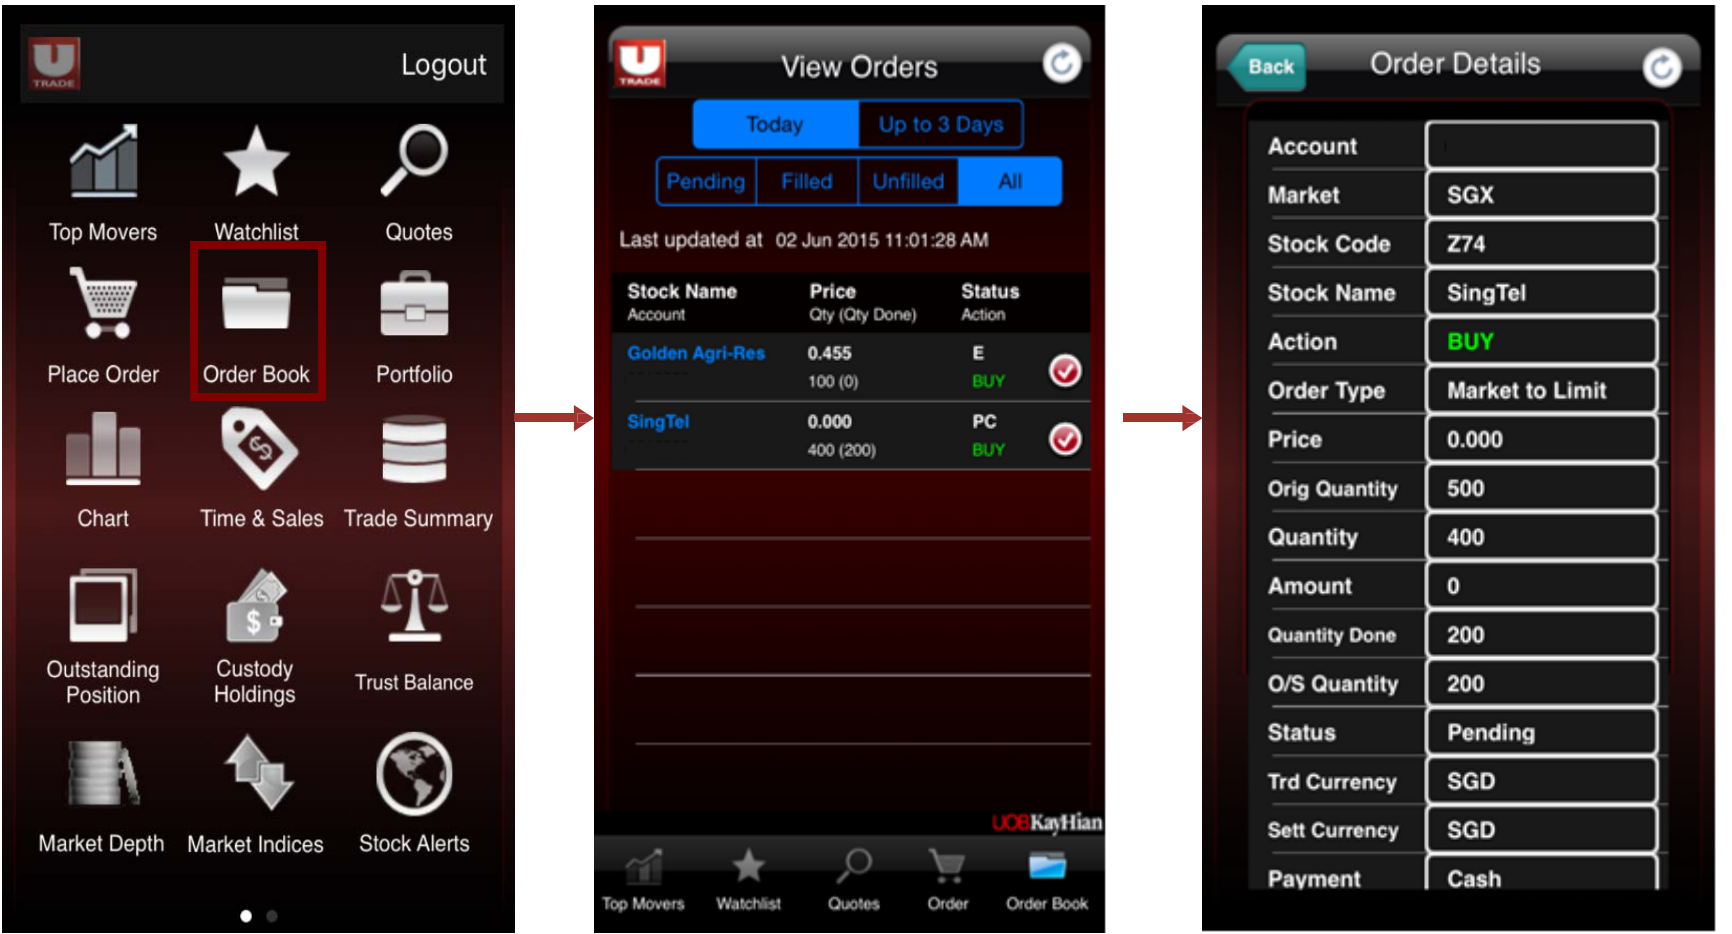 U
TRADE
Logout
Top Movers
Watchlist
Quotes
Place Order
Order Book
Portfolio
Chart
Time & Sales
Trade Summary
Outstanding
Position
Custody
Holdings
Trust Balance
Market Depth
Market Indices
Stock Alerts
U
TRADE
View Orders
Today
Up to 3 Days
Pending
Filled
Unfilled
All
Last updated at 02 Jun 2015 11:01:28 AM
Stock Name Price Status
Account Qty (Qty Done) Action
Golden Agri-Res 0.455 E
100 (0) BUY
SingTel 0.000 PC
400 (200) BUY
UOBKayHian
Top Movers
Watchlist
Quotes
Order
Order Book
Back
Order Details
Account
Market SGX
Stock Code Z74
Stock Name SingTel
Action BUY
Order Type Market to Limit
Price 0.000
Orig Quantity 500
Quantity 400
Amount 0
Quantity Done 200
O/S Quantity 200
Status Pending
Trd Currency SGD
Sett Currency SGD
Payment Cash